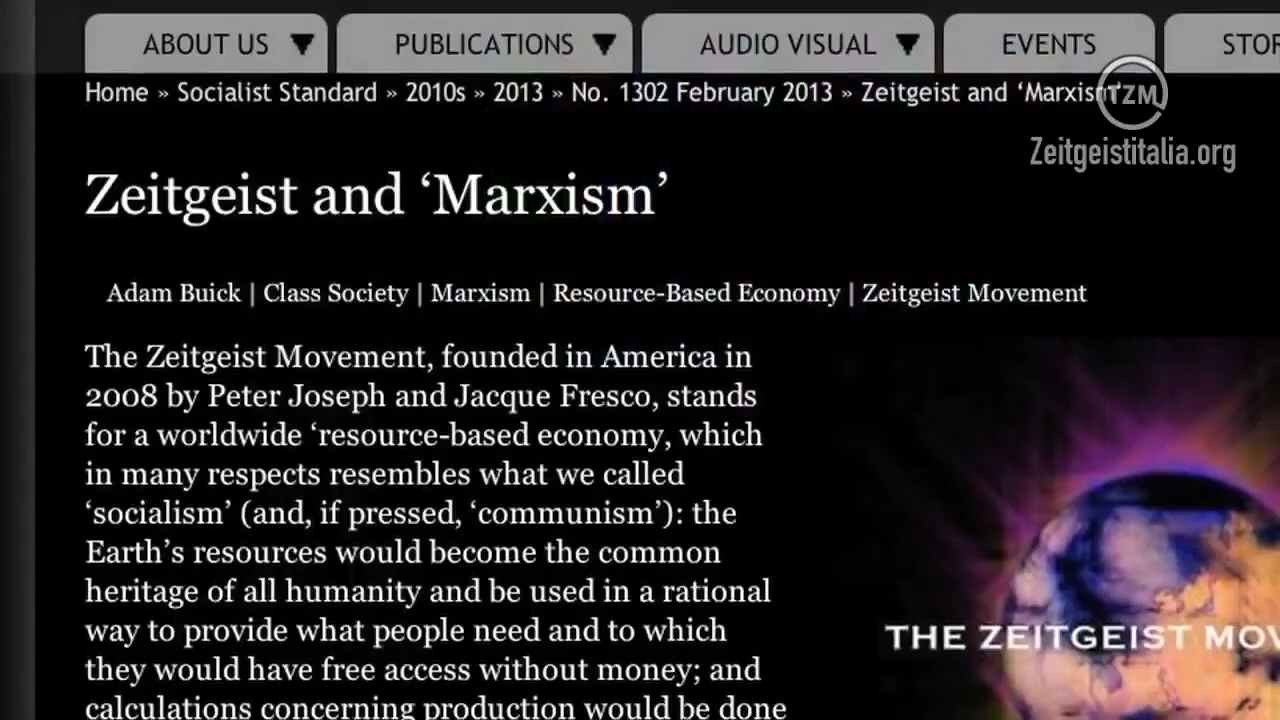 ABOUT US
PUBLICATIONS
AUDIO VISUAL
EVENTS
Home » Socialist Standard » 2010s » 2013 » No. 1302 February 2013 » Zeitgeist and ‘Marxism’
TZM
Zeitgeistitalia.org
Zeitgeist and ‘Marxism’
Adam Buick | Class Society | Marxism | Resource-Based Economy | Zeitgeist Movement
The Zeitgeist Movement, founded in America in
2008 by Peter Joseph and Jacque Fresco, stands
for a worldwide ‘resource-based economy, which
in many respects resembles what we called
‘socialism’ (and, if pressed, ‘communism’): the
Earth’s resources would become the common
heritage of all humanity and be used in a rational
way to provide what people need and to which
they would have free access without money; and
calculations concerning production would be done
THE ZEITGEIST